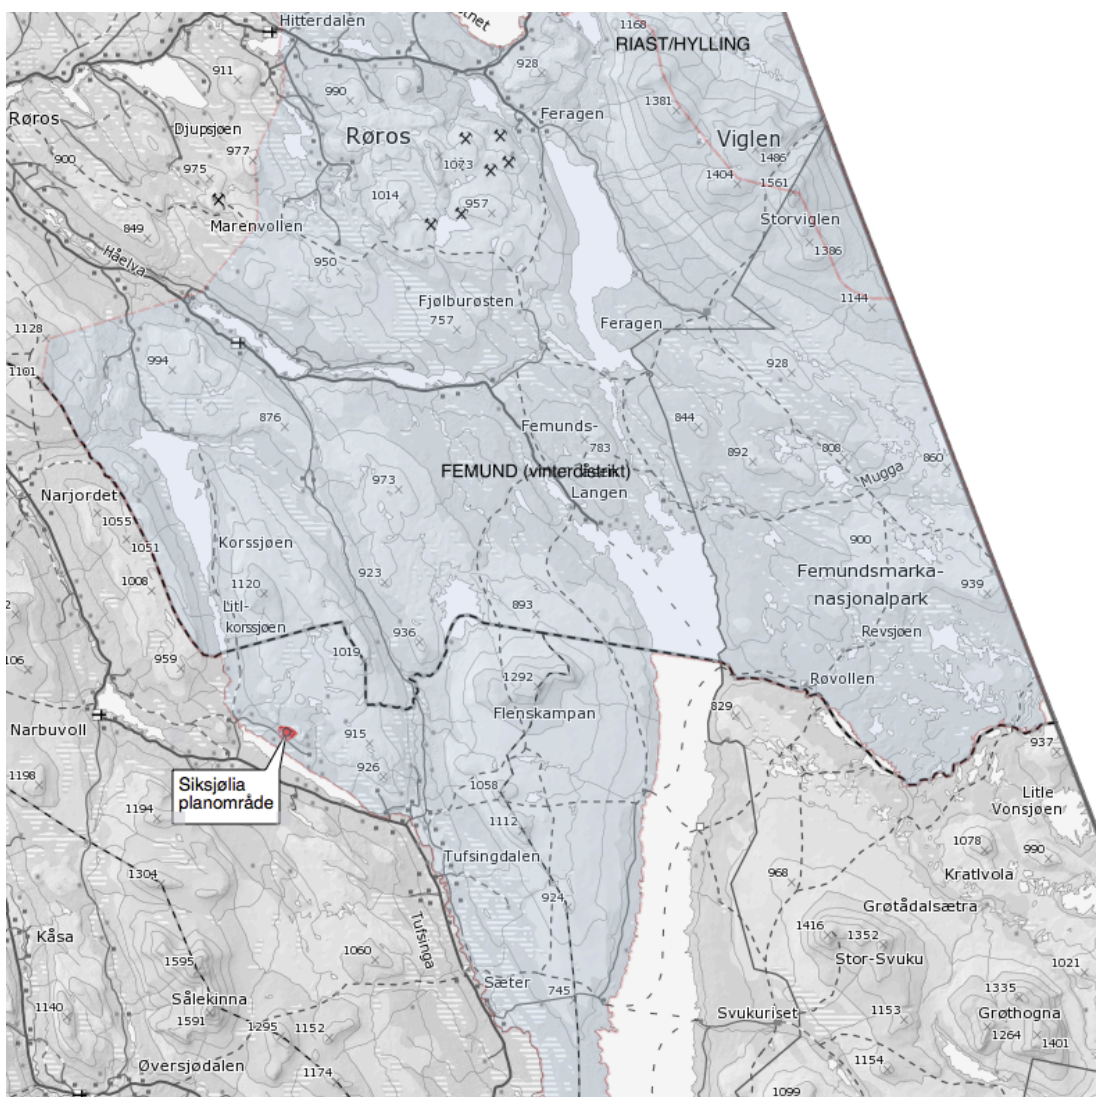 Hitterdalen
1168
RIAST/HYLLING
911
928
990
1381
Feragen
Røros
Djupsjøen
Røros
Viglen
977
900
1073
1486
975
1404
1561
1014
957
849
Marenvollen
Storviglen
Håelva
950
1386
Fjølburøsten
1144
757
Feragen
1128
994
928
1101
876
844
Femunds-
783
892
808
860
FEMUND (vinterdistrikt)
973
Mugga
Narjordet
Langen
1055
1051
Korssjøen
900
1008
1120
923
Femundsmarka-
nasjonalpark
939
893
Litl-
korssjøen
936
Revsjøen
1019
959
106
1292
Røvollen
829
Flenskampan
Narbuvoll
915
937
926
1198
Siksjølia
planområde
1058
Litle
Vonsjøen
1194
1112
1078
990
Tufsingdalen
1304
968
Kratlvola
924
Grøtådalsætra
Tufsinga
1416
1352
Kåsa
1060
Stor-Svuku
1595
1021
Sæter
745
1335
Sålekinna
1140
1153
Svukuriset
Grøthogna
1591
1295
1152
1264
1401
Øversjødalen
1174
1154
1099